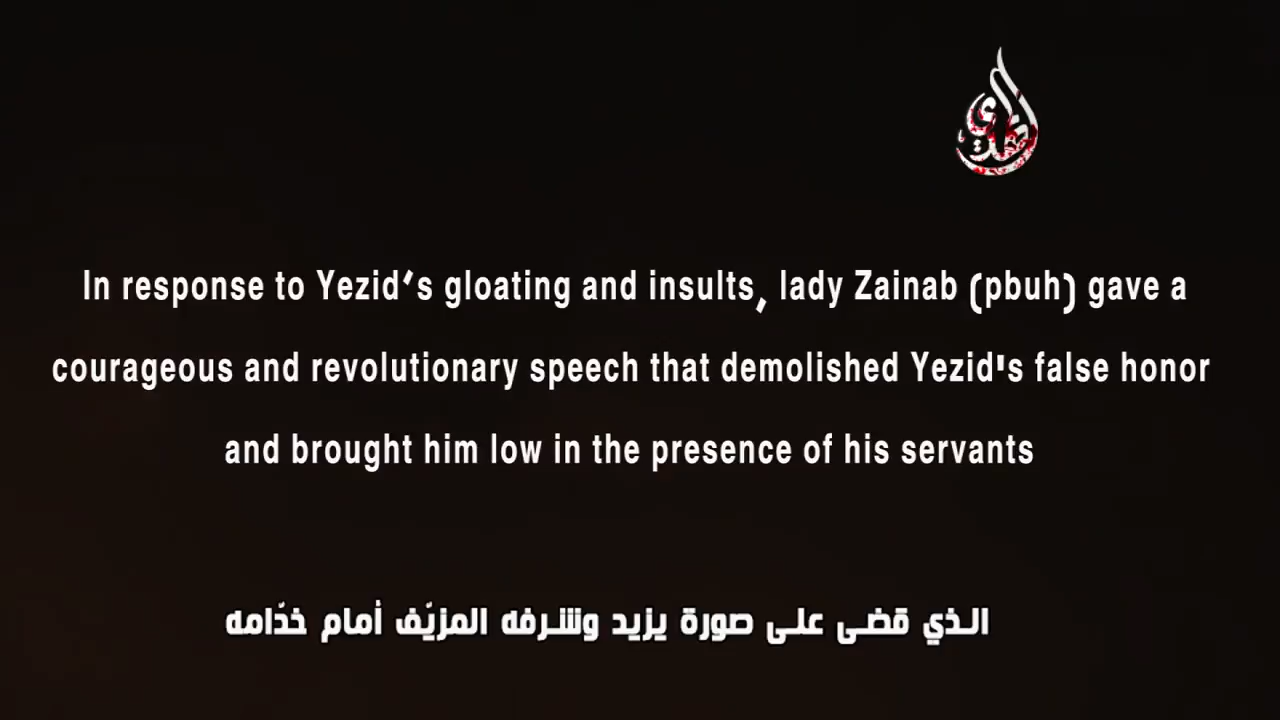 In response to Yezid's gloating and insults, lady Zainab (pbuh) gave a
courageous and revolutionary speech that demolished Yezid's false honor
and brought him low in the presence of his servants
الذي قضى على صورة يزيد وشرفه المزيّف أمام خدّامه